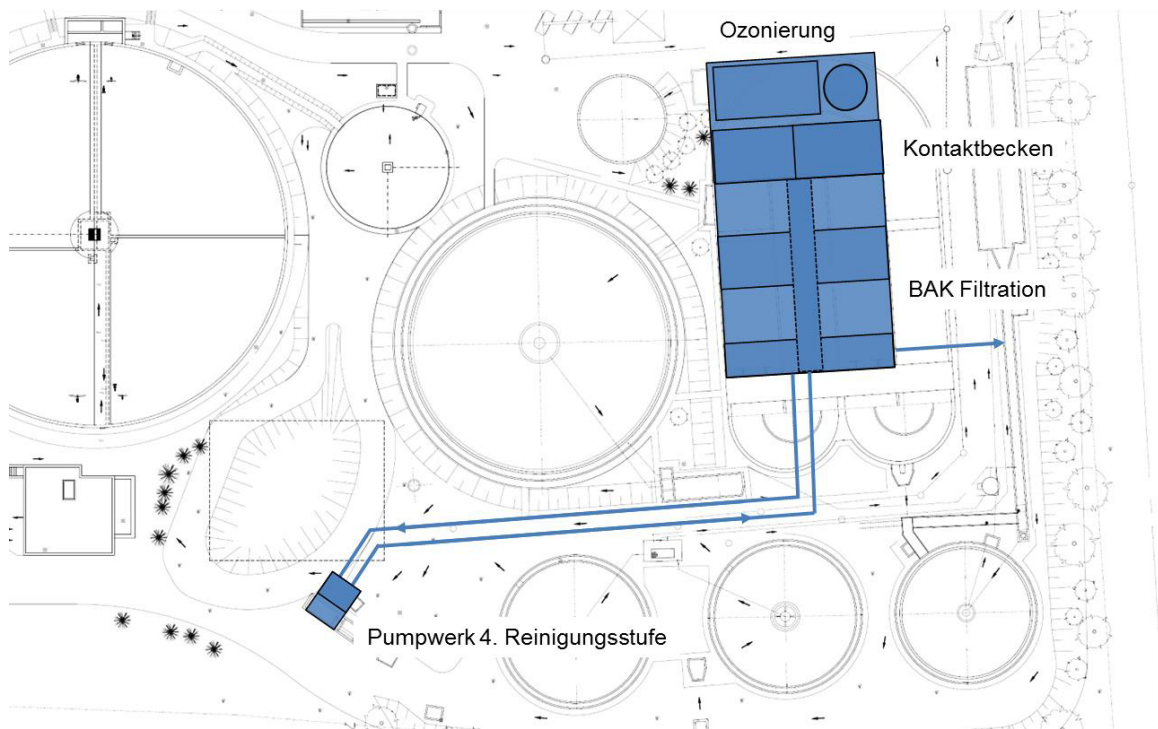 Ozonierung
Kontaktbecken
BAK Filtration
Pumpwerk 4. Reinigungsstufe